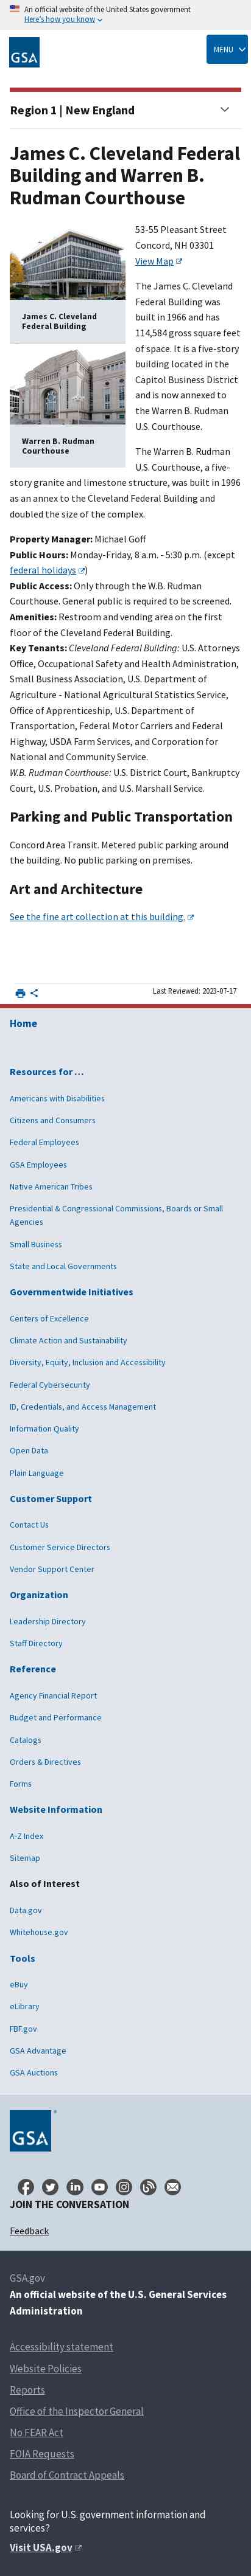 An official website of the United States government
Here's how you know
GSA
MENU
Region 1 | New England
James C. Cleveland Federal
Building and Warren B.
Rudman Courthouse
James C. Cleveland
Federal Building
Warren B. Rudman
Courthouse
53-55 Pleasant Street
Concord, NH 03301
View Map
The James C. Cleveland
Federal Building was
built in 1966 and has
114,584 gross square feet
of space. It is a five-story
building located in the
Capitol Business District
and is now annexed to
the Warren B. Rudman
U.S. Courthouse.
The Warren B. Rudman
U.S. Courthouse, a five-
story granite and limestone structure, was built in 1996
as an annex to the Cleveland Federal Building and
doubled the size of the complex.
Property Manager: Michael Goff
Public Hours: Monday-Friday, 8 a.m. - 5:30 p.m. (except
federal holidays)
Public Access: Only through the W.B. Rudman
Courthouse. General public is required to be screened.
Amenities: Restroom and vending area on the first
floor of the Cleveland Federal Building.
Key Tenants: Cleveland Federal Building: U.S. Attorneys
Office, Occupational Safety and Health Administration,
Small Business Association, U.S. Department of
Agriculture - National Agricultural Statistics Service,
Office of Apprenticeship, U.S. Department of
Transportation, Federal Motor Carriers and Federal
Highway, USDA Farm Services, and Corporation for
National and Community Service.
W.B. Rudman Courthouse: U.S. District Court, Bankruptcy
Court, U.S. Probation, and U.S. Marshall Service.
Parking and Public Transportation
Concord Area Transit. Metered public parking around
the building. No public parking on premises.
Art and Architecture
See the fine art collection at this building.
Last Reviewed: 2023-07-17
Home
Resources for …
Americans with Disabilities
Citizens and Consumers
Federal Employees
GSA Employees
Native American Tribes
Presidential & Congressional Commissions, Boards or Small
Agencies
Small Business
State and Local Governments
Governmentwide Initiatives
Centers of Excellence
Climate Action and Sustainability
Diversity, Equity, Inclusion and Accessibility
Federal Cybersecurity
ID, Credentials, and Access Management
Information Quality
Open Data
Plain Language
Customer Support
Contact Us
Customer Service Directors
Vendor Support Center
Organization
Leadership Directory
Staff Directory
Reference
Agency Financial Report
Budget and Performance
Catalogs
Orders & Directives
Forms
Website Information
A-Z Index
Sitemap
Also of Interest
Data.gov
Whitehouse.gov
Tools
eBuy
eLibrary
FBF.gov
GSA Advantage
GSA Auctions
GSA
JOIN THE CONVERSATION
Feedback
GSA.gov
An official website of the U.S. General Services
Administration
Accessibility statement
Website Policies
Reports
Office of the Inspector General
No FEAR Act
FOIA Requests
Board of Contract Appeals
Looking for U.S. government information and
services?
Visit USA.gov